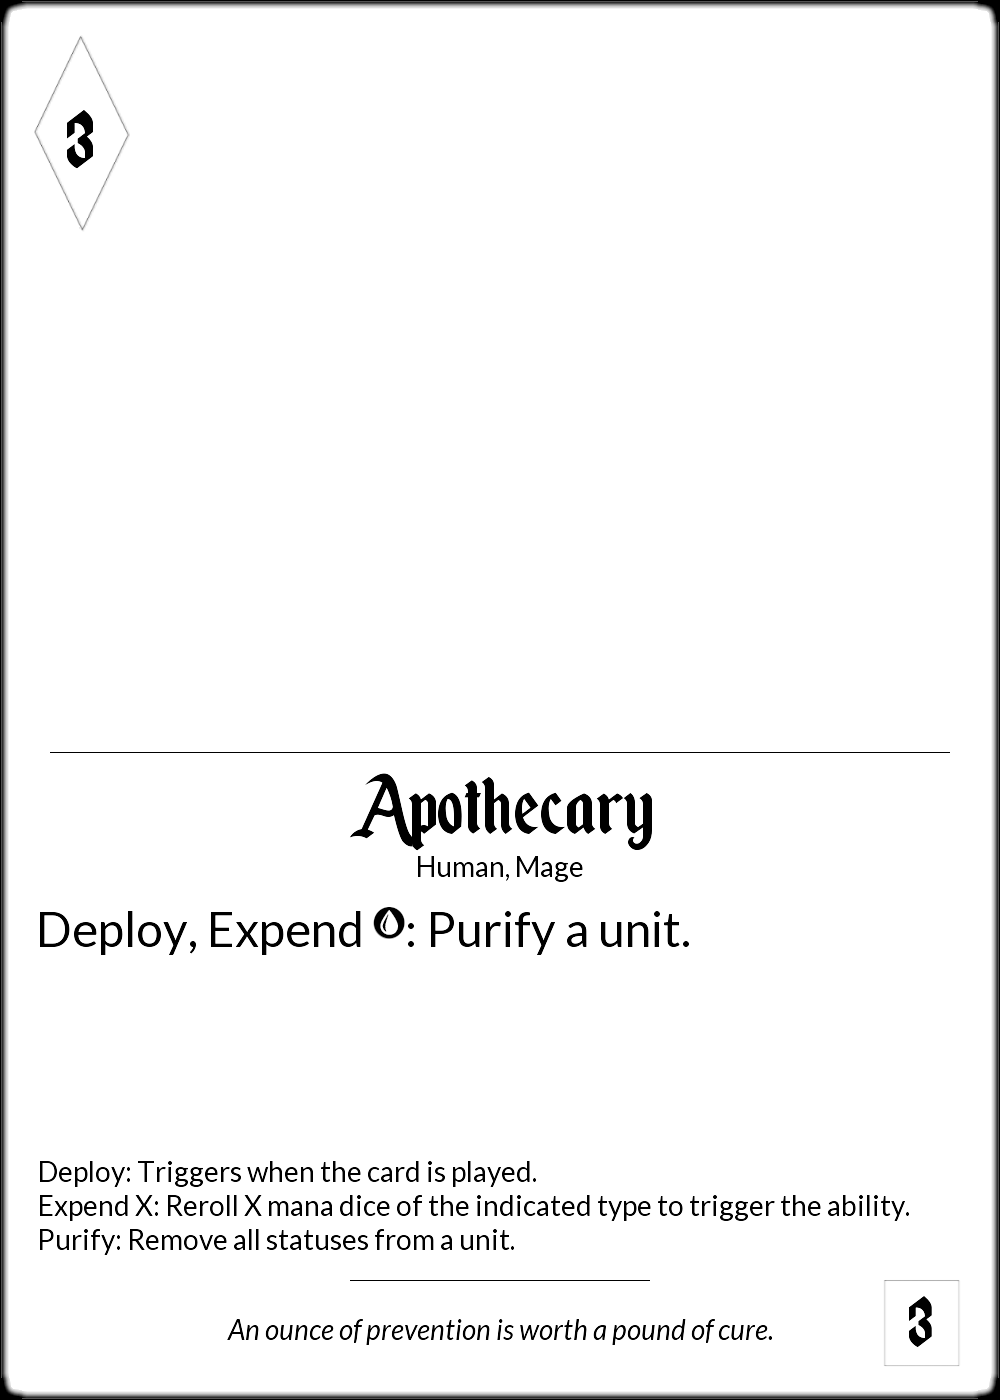 3
Apothecary
Human, Mage
Deploy, Expend : Purify a unit.
Deploy: Triggers when the card is played.
Expend X: Reroll X mana dice of the indicated type to trigger the ability.
Purify: Remove all statuses from a unit.
An ounce of prevention is worth a pound of cure.
3